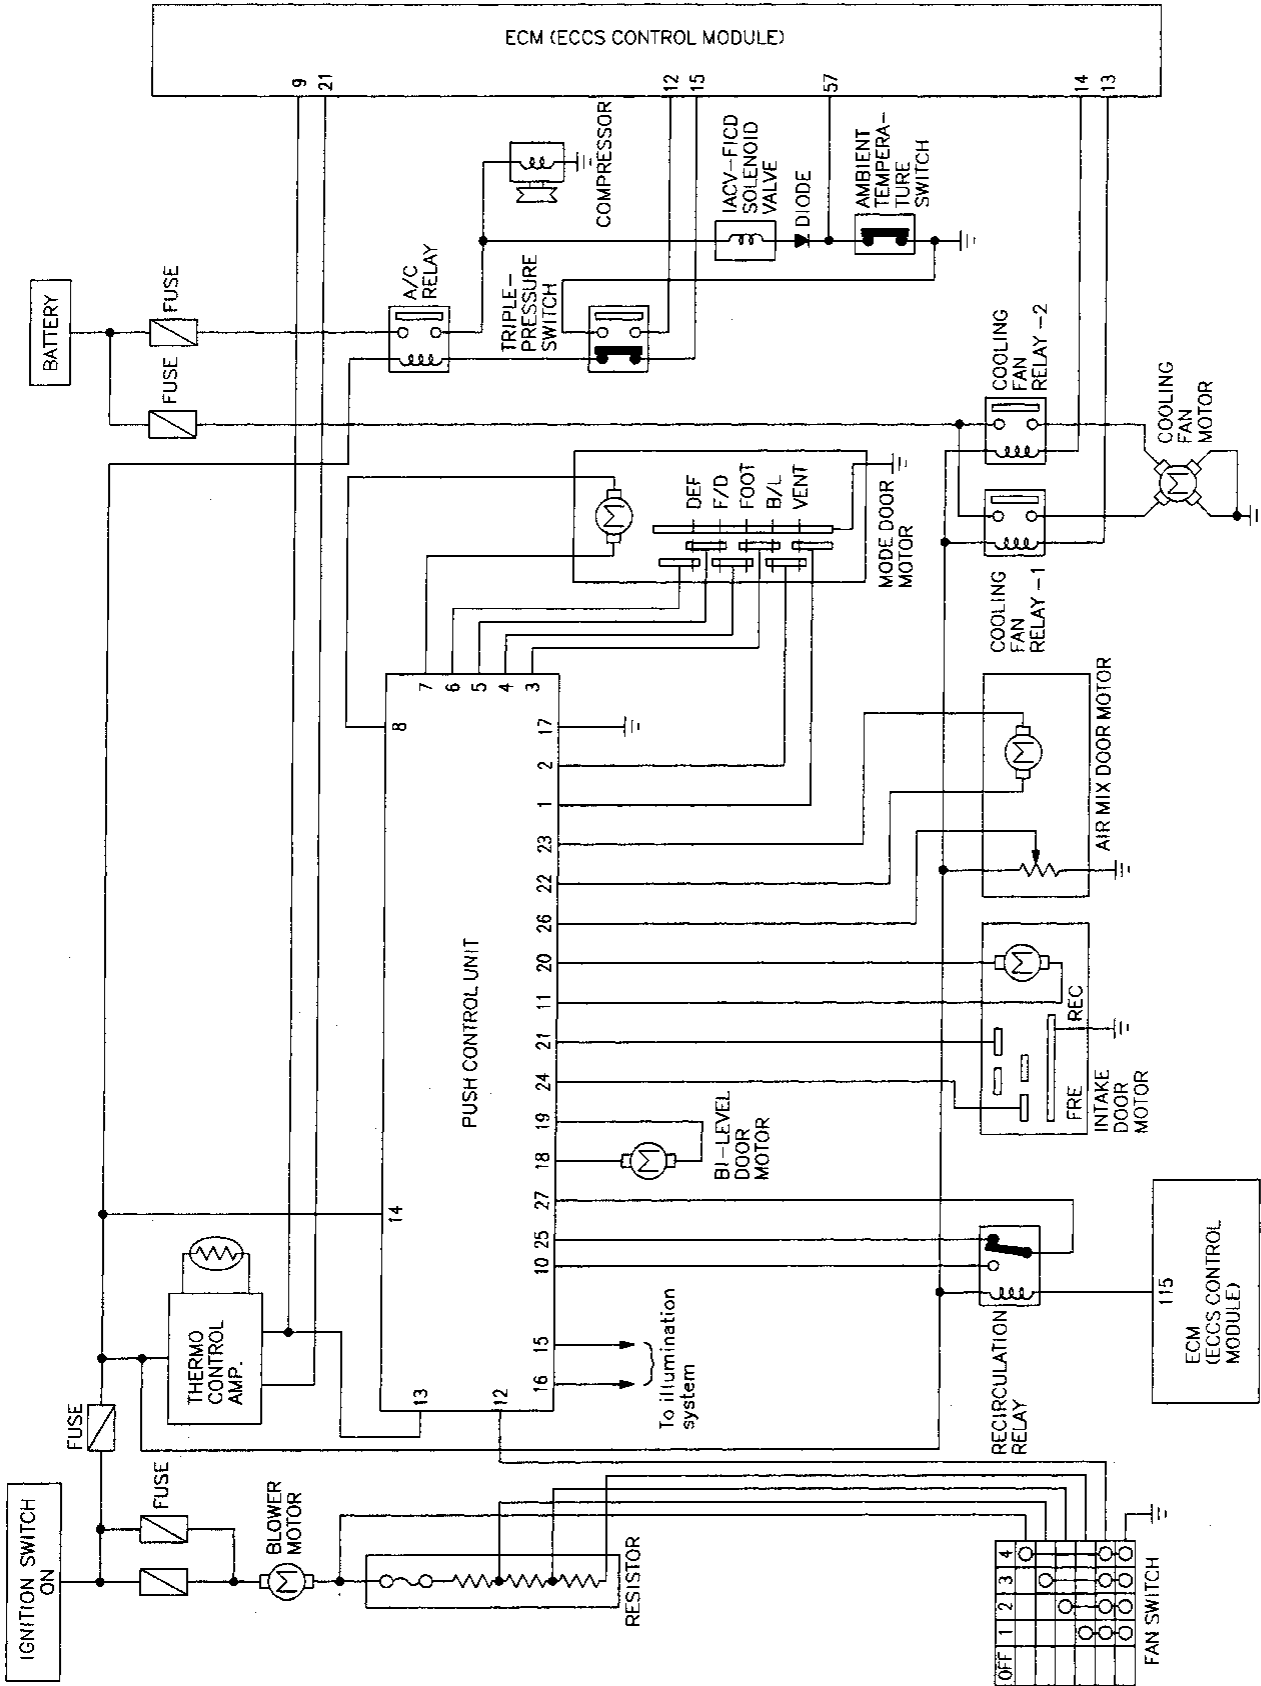 ECM (ECCS CONTROL MODULE)
9
21
12
15
57
14
13
COMPRESSOR
IACV-FICD
SOLENOID
VALVE
DIODE
AMBIENT
TEMPERA-
TURE
SWITCH
BATTERY
FUSE
FUSE
A/C
RELAY
TRIPLE-
PRESSURE
SWITCH
COOLING
FAN
RELAY -2
COOLING
FAN
MOTOR
M
M
DEF
F/D
FOOT
B/L
VENT
MODE DOOR
MOTOR
COOLING
FAN
RELAY -1
7
6
5
4
3
8
17
2
1
23
22
26
20
11
21
24
19
18
27
25
10
15
16
14
13
12
PUSH CONTROL UNIT
M
AIR MIX DOOR MOTOR
M
REC
FRE
INTAKE
DOOR
MOTOR
M
BI-LEVEL
DOOR
MOTOR
THERMO
CONTROL
AMP.
To illumination
system
RECIRCULATION
RELAY
115
ECM
(ECCS CONTROL
MODULE)
FUSE
IGNITION SWITCH
ON
FUSE
BLOWER
MOTOR
M
RESISTOR
OFF
1
2
3
4
FAN SWITCH